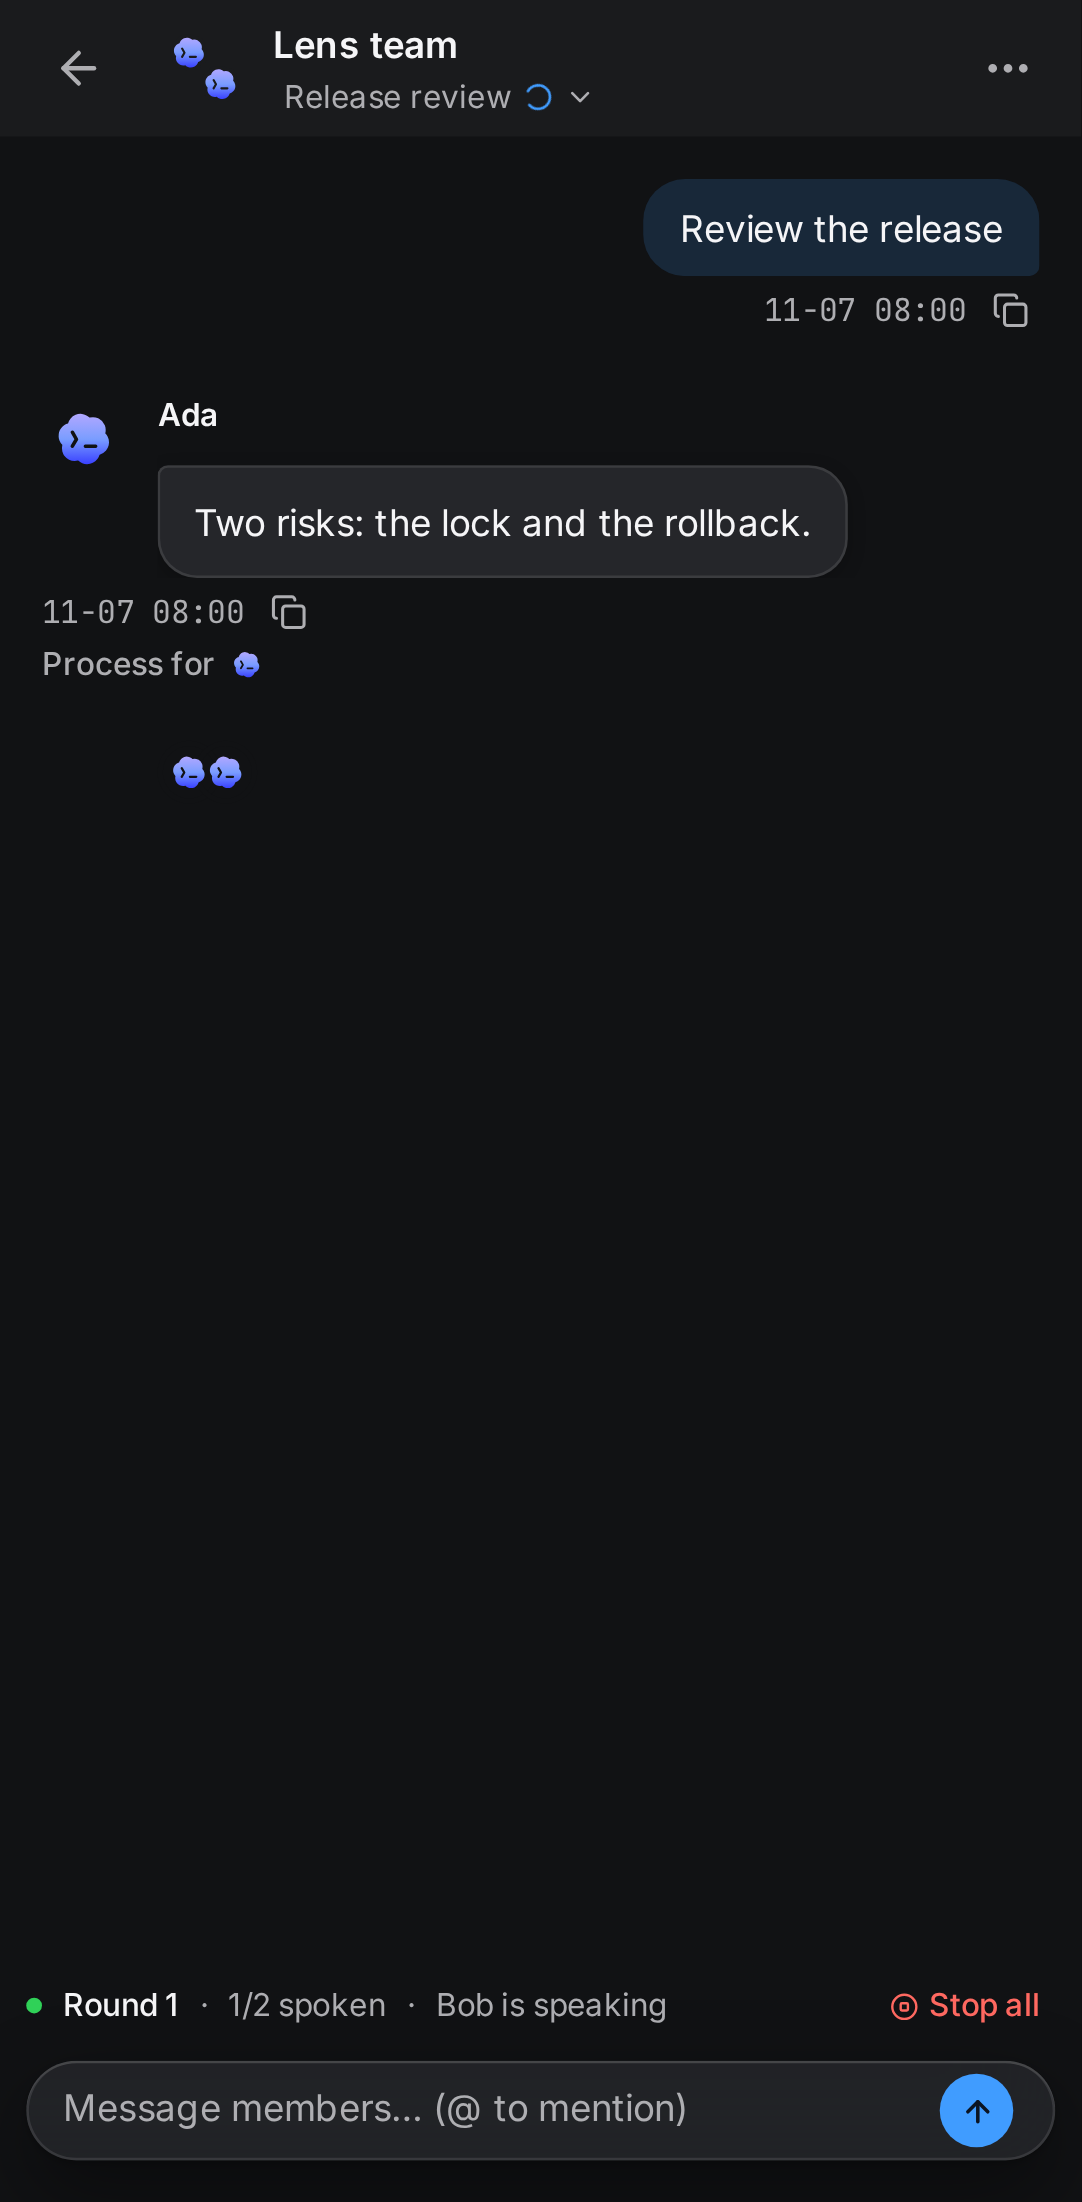 Lens team
Release review
Review the release
11-07 08:00
Ada
Two risks: the lock and the rollback.
11-07 08:00
Process for
Round 1 · 1/2 spoken · Bob is speaking
Stop all
Message members... (@ to mention)